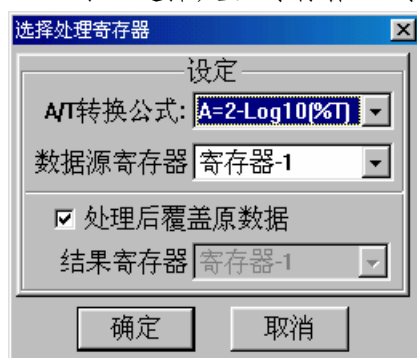 选择处理寄存器
设定
A/T转换公式: A=2-Log10(%T)
数据源寄存器 寄存器-1
处理后覆盖原数据
结果寄存器 寄存器-1
确定 取消